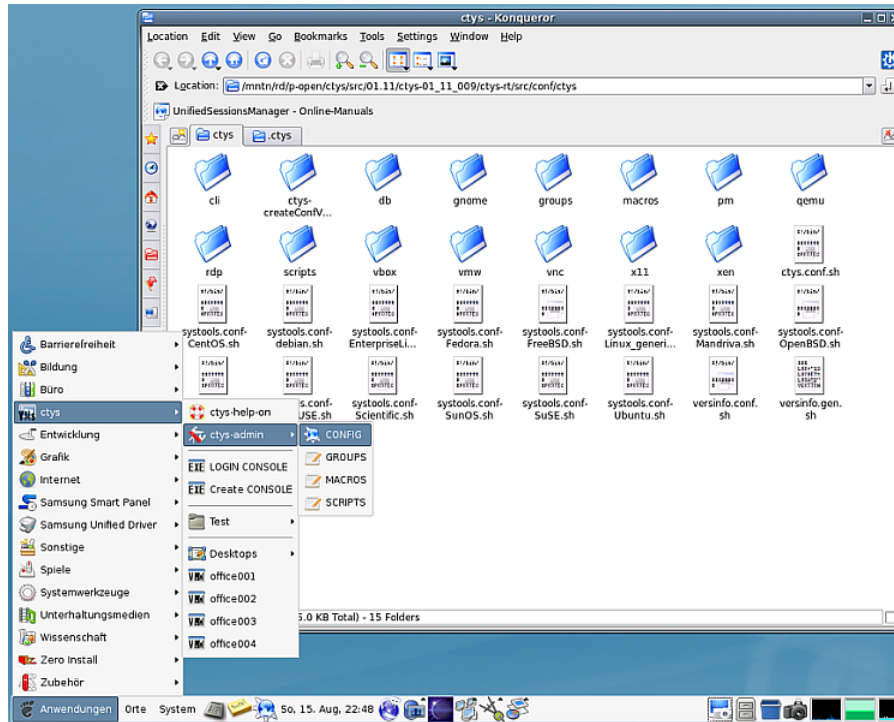 ctys - Konqueror
Location Edit View Go Bookmarks Tools Settings Window Help
Location: /mntn/rd/p-open/ctys/src/01.11/ctys-01_11_009/ctys-rt/src/conf/ctys
UnifiedSessionsManager - Online-Manuals
ctys .ctys
cli ctys-createConfV... db gnome groups macros pm qemu
rdp scripts vbox vmw vnc x11 xen ctys.conf.sh
systools.conf-CentOS.sh systools.conf-debian.sh systools.conf-EnterpriseLi... systools.conf-Fedora.sh systools.conf-FreeBSD.sh systools.conf-Linux_generi... systools.conf-Mandriva.sh systools.conf-OpenBSD.sh
s.conf-USE.sh systools.conf-Scientific.sh systools.conf-SunOS.sh systools.conf-SuSE.sh systools.conf-Ubuntu.sh versinfo.conf.sh versinfo.gen.sh
5.0 KB Total) - 15 Folders
Barrierefreiheit
Bildung
Büro
ctys
Entwicklung
Grafik
Internet
Samsung Smart Panel
Samsung Unified Driver
Sonstige
Spiele
Systemwerkzeuge
Unterhaltungsmedien
Wissenschaft
Zero Install
Zubehör
ctys-help-on
ctys-admin
EXE LOGIN CONSOLE
EXE Create CONSOLE
Test
Desktops
office001
office002
office003
office004
CONFIG
GROUPS
MACROS
SCRIPTS
Anwendungen Orte System So, 15. Aug, 22:48